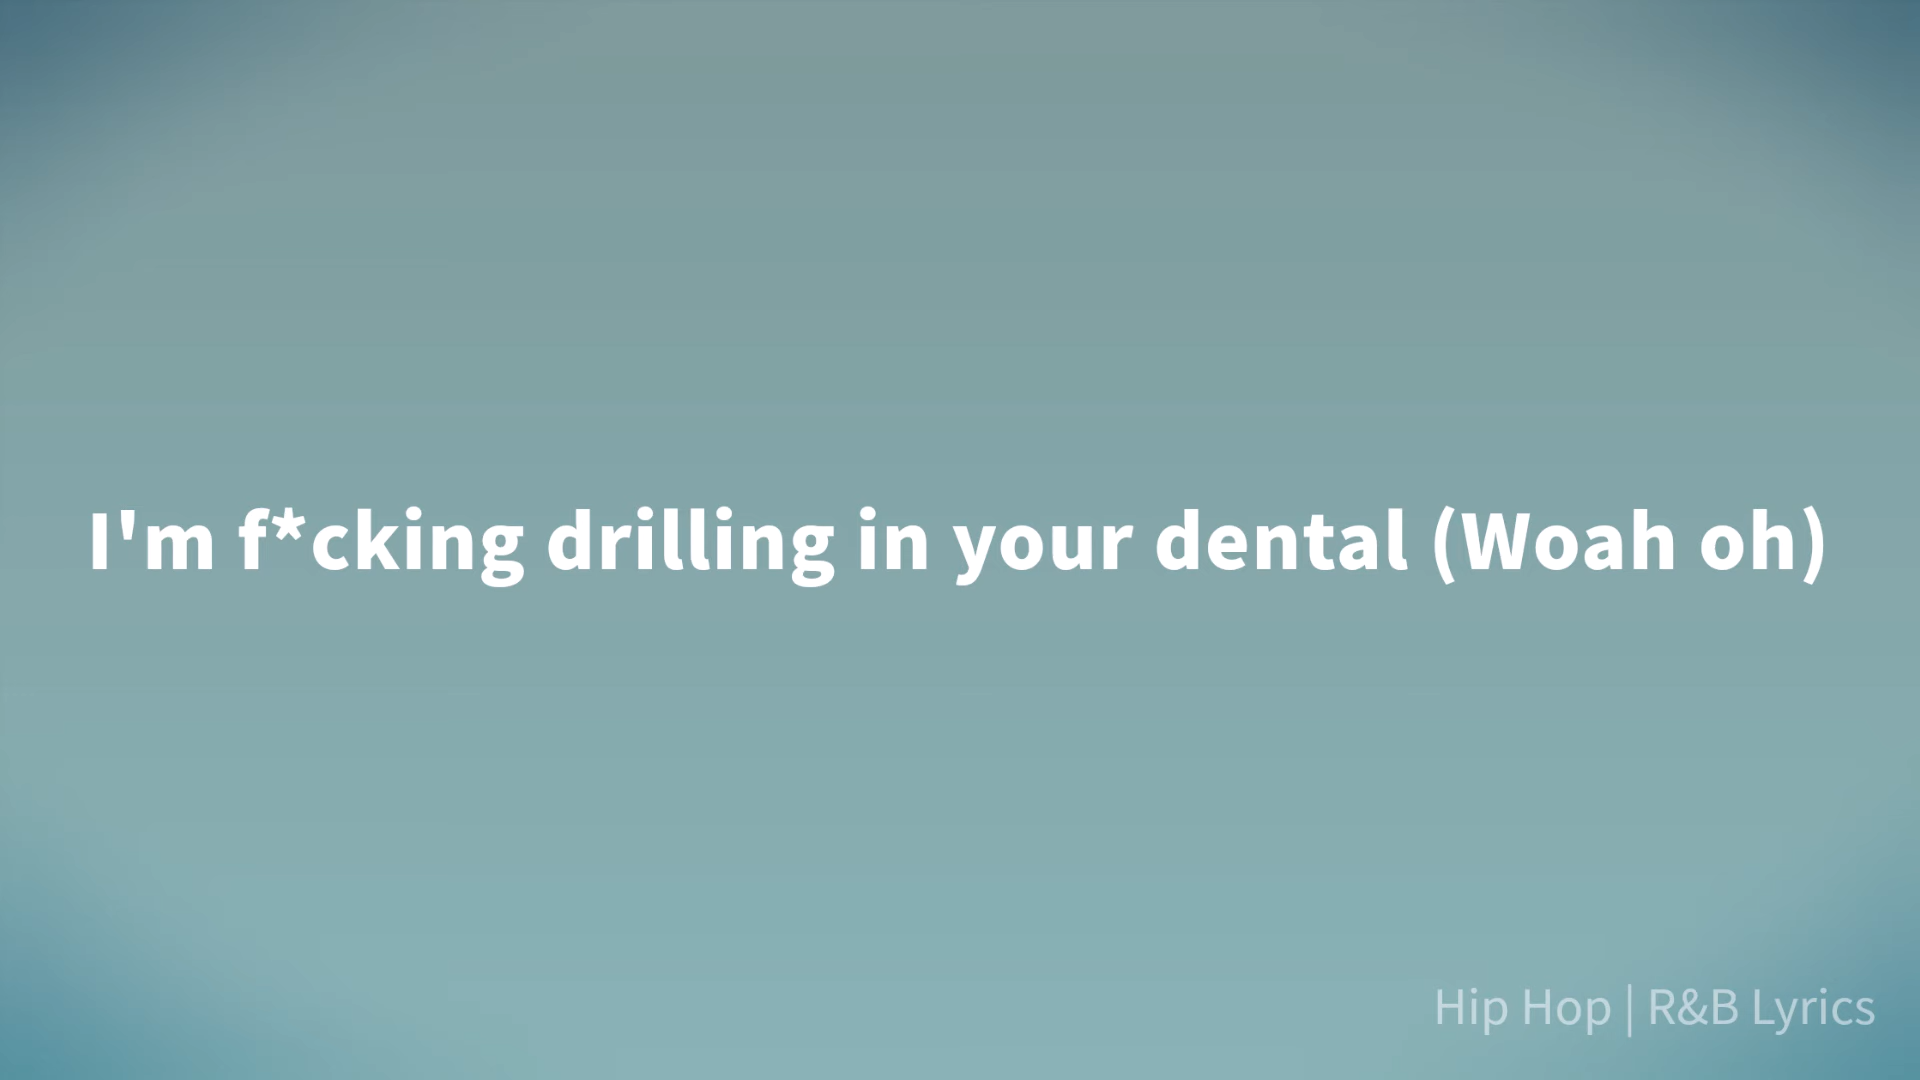 I'm f*cking drilling in your dental (Woah oh)
Hip Hop | R&B Lyrics